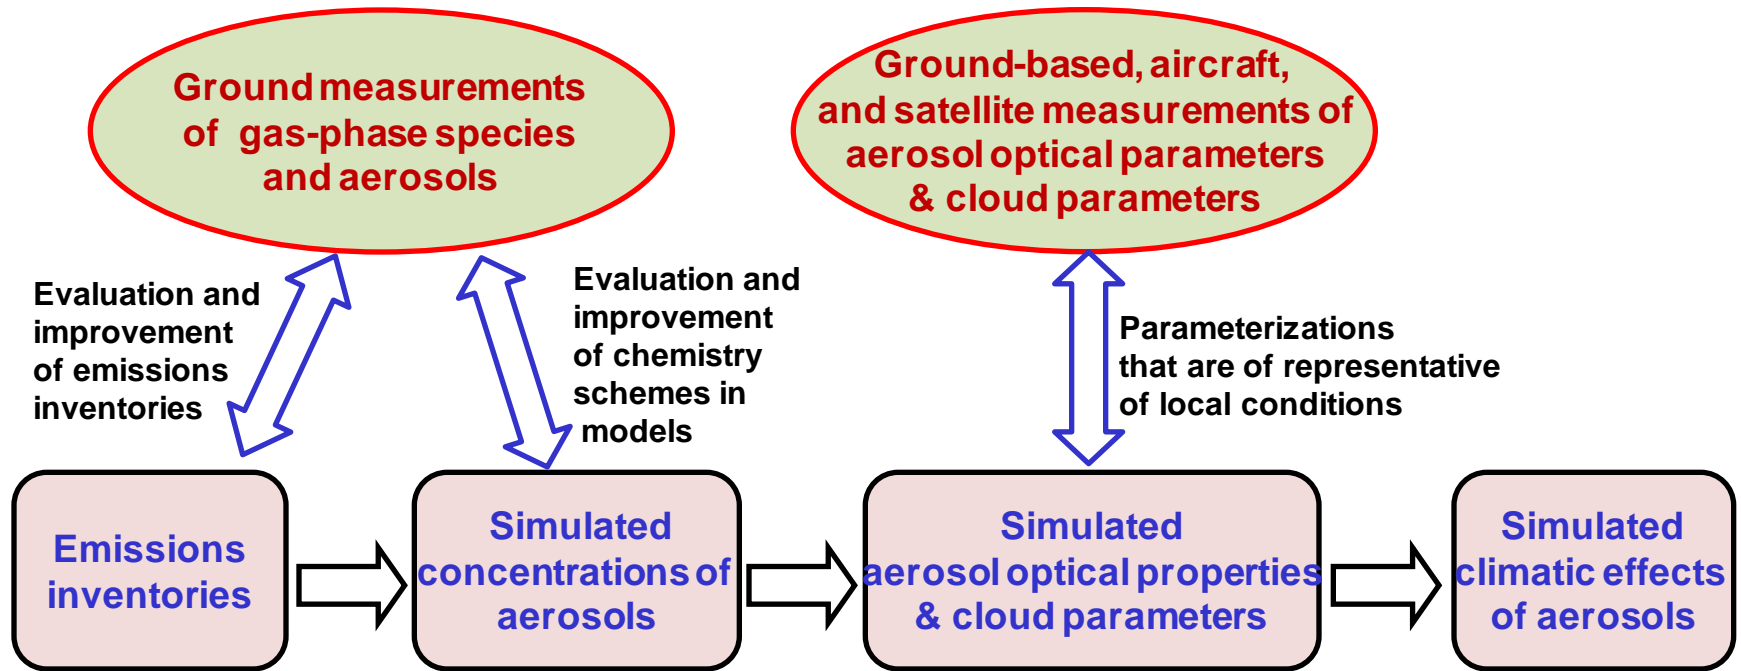 Ground measurements
of gas-phase species
and aerosols
Ground-based, aircraft,
and satellite measurements of
aerosol optical parameters
& cloud parameters
Evaluation and
improvement
of emissions
inventories
Evaluation and
improvement
of chemistry
schemes in
models
Parameterizations
that are of representative
of local conditions
Emissions
inventories
Simulated
concentrations of
aerosols
Simulated
aerosol optical properties
& cloud parameters
Simulated
climatic effects
of aerosols